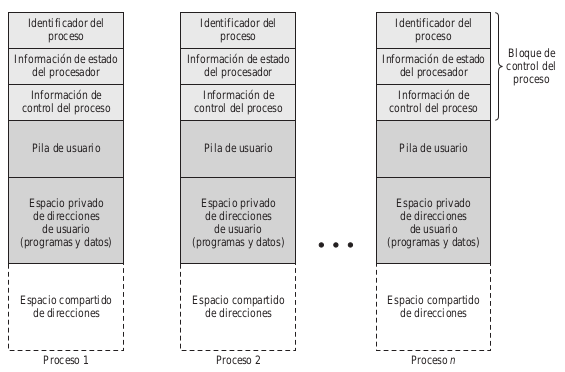 Identificador del
proceso
Información de estado
del procesador
Información de
control del proceso
Pila de usuario
Espacio privado
de direcciones
de usuario
(programas y datos)
Espacio compartido
de direcciones
Proceso 1
Identificador del
proceso
Información de estado
del procesador
Información de
control del proceso
Pila de usuario
Espacio privado
de direcciones
de usuario
(programas y datos)
Espacio compartido
de direcciones
Proceso 2
• • •
Identificador del
proceso
Información de estado
del procesador
Información de
control del proceso
Pila de usuario
Espacio privado
de direcciones
de usuario
(programas y datos)
Espacio compartido
de direcciones
Proceso n
Bloque de
control del
proceso